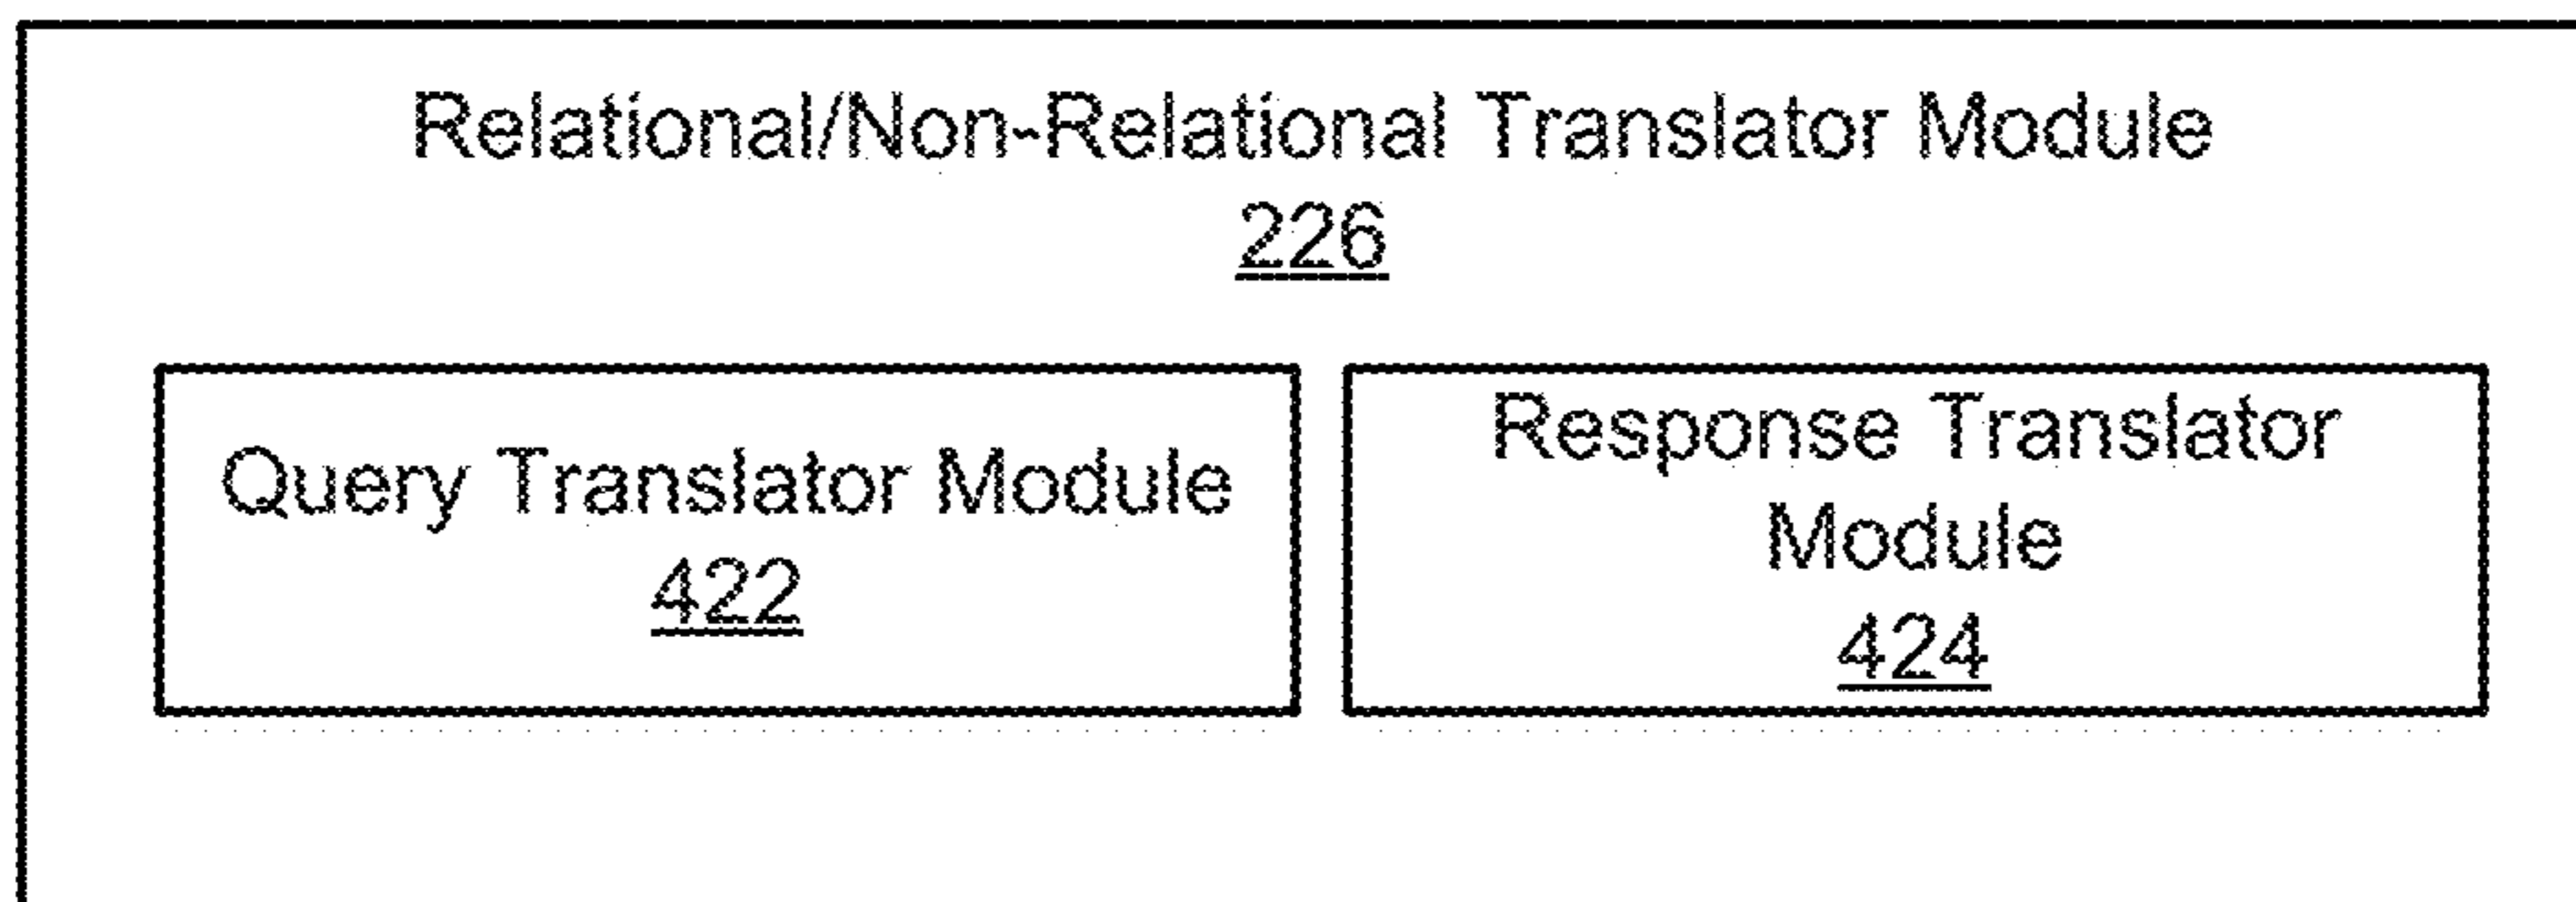 Relational/Non-Relational Translator Module
226
Query Translator Module
422
Response Translator
Module
424